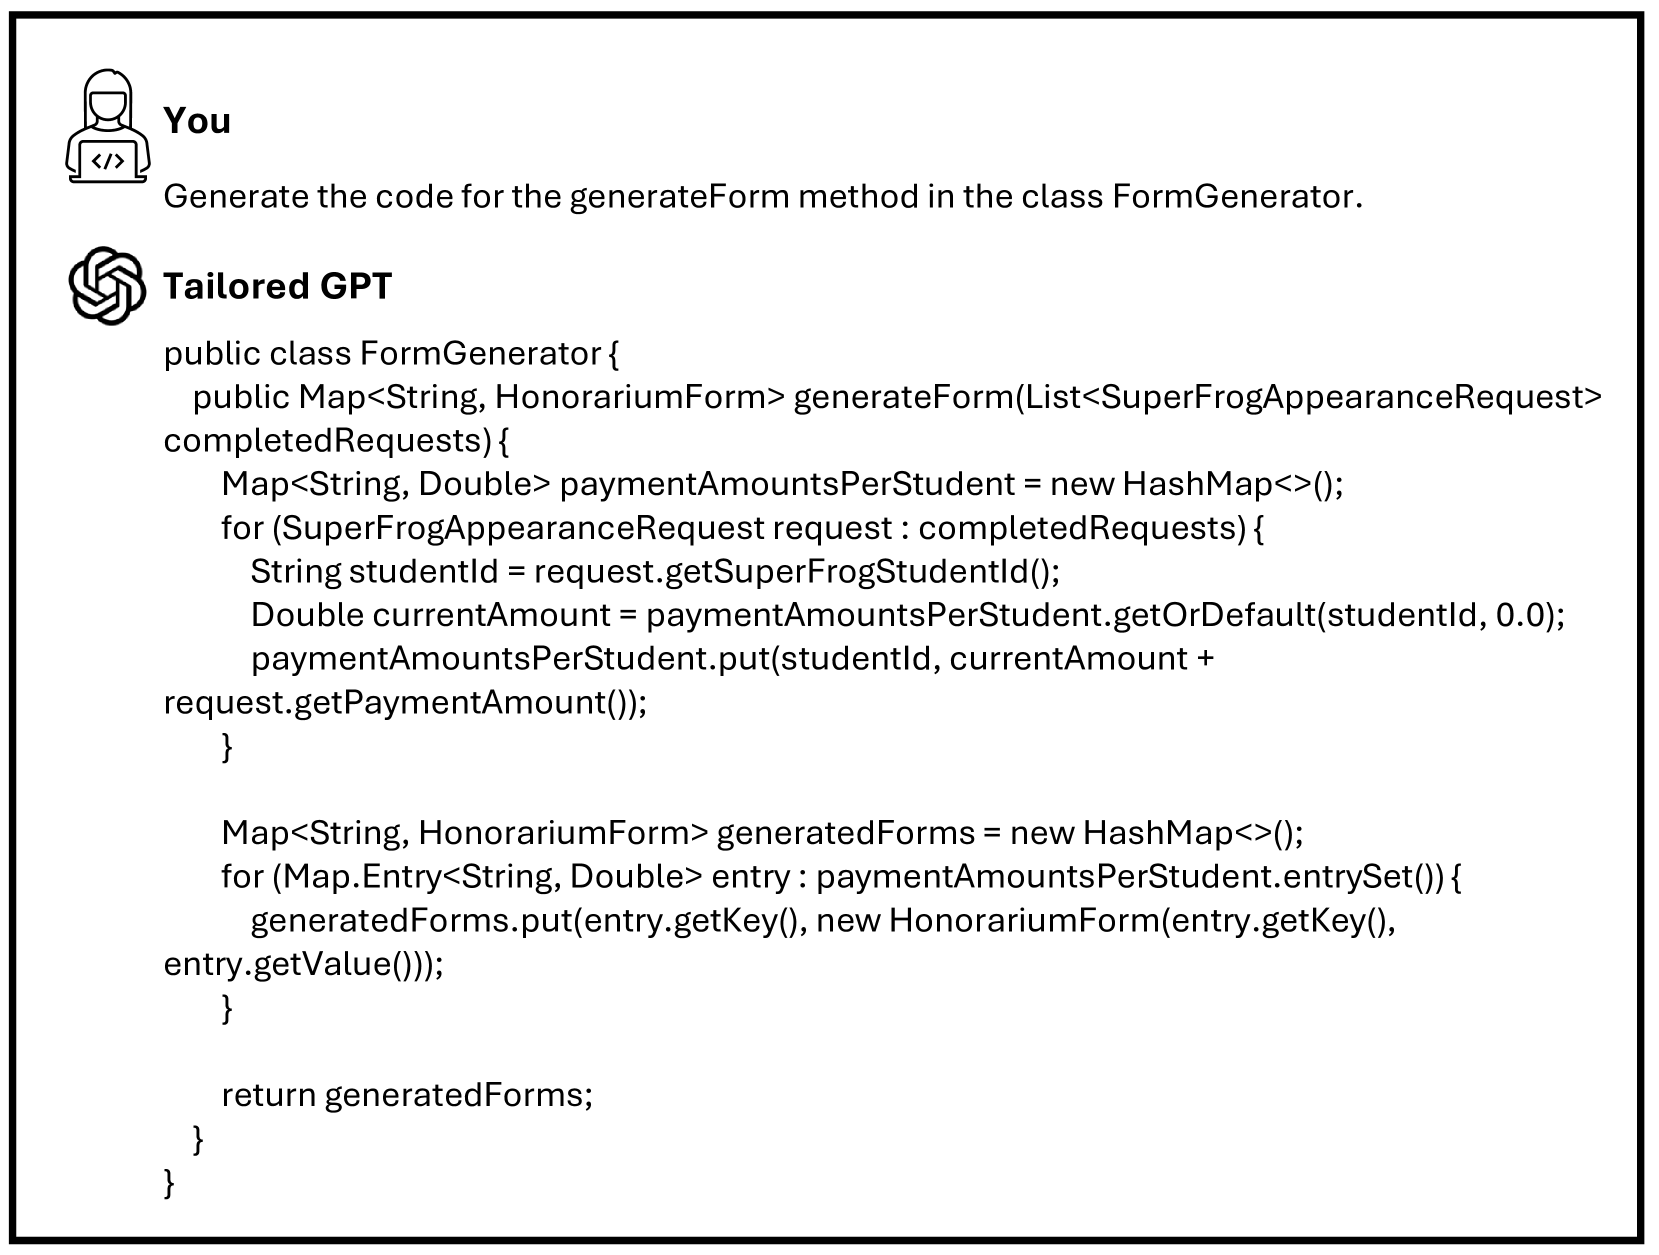 </>
You
Generate the code for the generateForm method in the class FormGenerator.
Tailored GPT
public class FormGenerator {
public Map<String, HonorariumForm> generateForm(List<SuperFrogAppearanceRequest>
completedRequests) {
Map<String, Double> paymentAmountsPerStudent = new HashMap<>();
for (SuperFrogAppearanceRequest request : completedRequests) {
String studentId = request.getSuperFrogStudentId();
Double currentAmount = paymentAmountsPerStudent.getOrDefault(studentId, 0.0);
paymentAmountsPerStudent.put(studentId, currentAmount +
request.getPaymentAmount());
}
Map<String, HonorariumForm> generatedForms = new HashMap<>();
for (Map.Entry<String, Double> entry : paymentAmountsPerStudent.entrySet()) {
generatedForms.put(entry.getKey(), new HonorariumForm(entry.getKey(),
entry.getValue()));
}
return generatedForms;
}
}